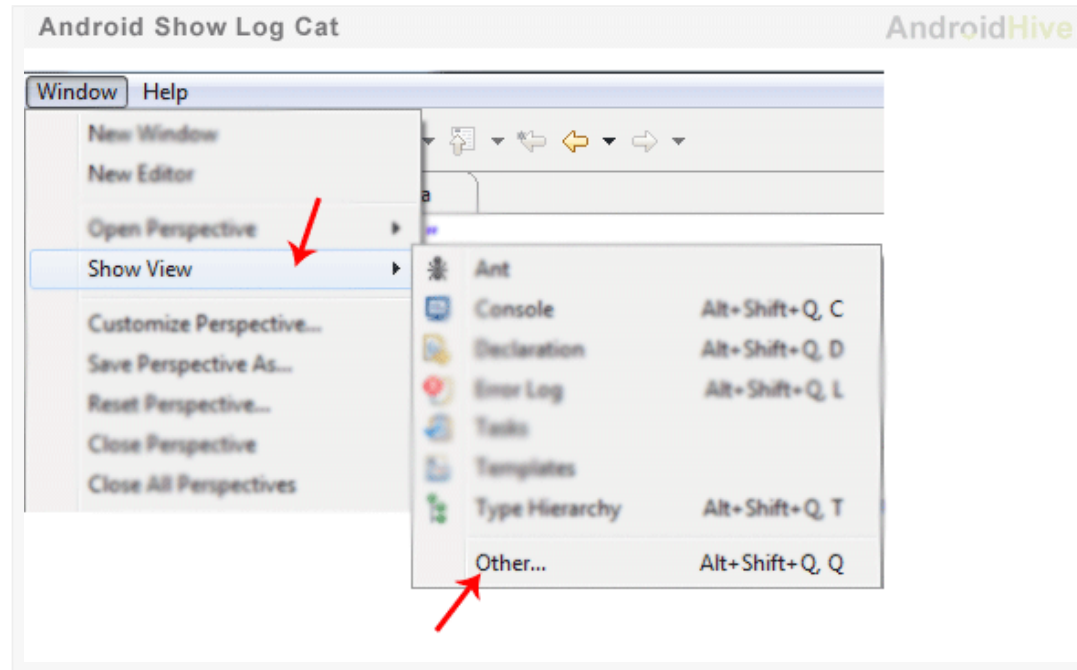 Android Show Log Cat
AndroidHive
Window Help
New Window
New Editor
a
Open Perspective
"
Show View
Ant
Customize Perspective...
Console Alt+Shift+Q, C
Save Perspective As...
Declaration Alt+Shift+Q, D
Reset Perspective...
Error Log Alt+Shift+Q, L
Close Perspective
Tasks
Close All Perspectives
Templates
Type Hierarchy Alt+Shift+Q, T
Other... Alt+Shift+Q, Q